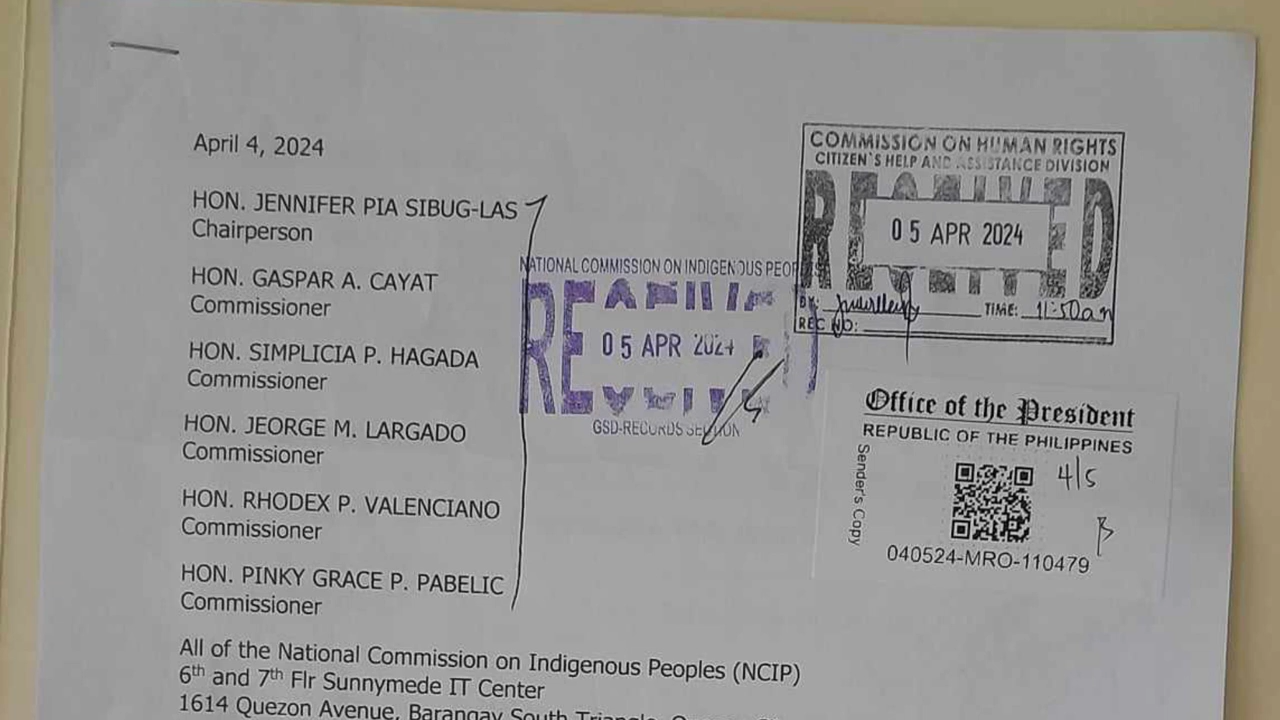 April 4, 2024
HON. JENNIFER PIA SIBUG-LAS
Chairperson
HON. GASPAR A. CAYAT
Commissioner
HON. SIMPLICIA P. HAGADA
Commissioner
HON. JEORGE M. LARGADO
Commissioner
HON. RHODEX P. VALENCIANO
Commissioner
HON. PINKY GRACE P. PABELIC
Commissioner
All of the National Commission on Indigenous Peoples (NCIP)
6th and 7th Flr Sunnymede IT Center
1614 Quezon Avenue, Barangay South Triangle,
NATIONAL COMMISSION ON INDIGENOUS
RECEIVED
05 APR 2024
GSD-RECORDS SECTION
COMMISSION ON HUMAN RIGHTS
CITIZEN'S HELP AND ASSISTANCE DIVISION
RECEIVED
05 APR 2024
BY: TIME: 11:50am
REC NO:
Office of the President
REPUBLIC OF THE PHILIPPINES
Sender's Copy
4/5
040524-MRO-110479